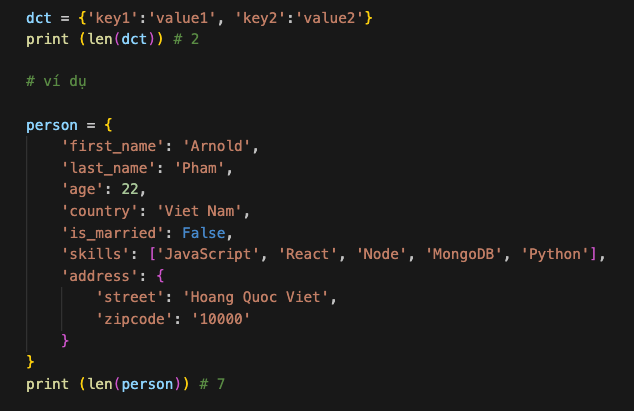 dct = {'key1':'value1', 'key2':'value2'}
print (len(dct)) # 2
# ví dụ
person = {
    'first_name': 'Arnold',
    'last_name': 'Pham',
    'age': 22,
    'country': 'Viet Nam',
    'is_married': False,
    'skills': ['JavaScript', 'React', 'Node', 'MongoDB', 'Python'],
    'address': {
        'street': 'Hoang Quoc Viet',
        'zipcode': '10000'
    }
}
print (len(person)) # 7